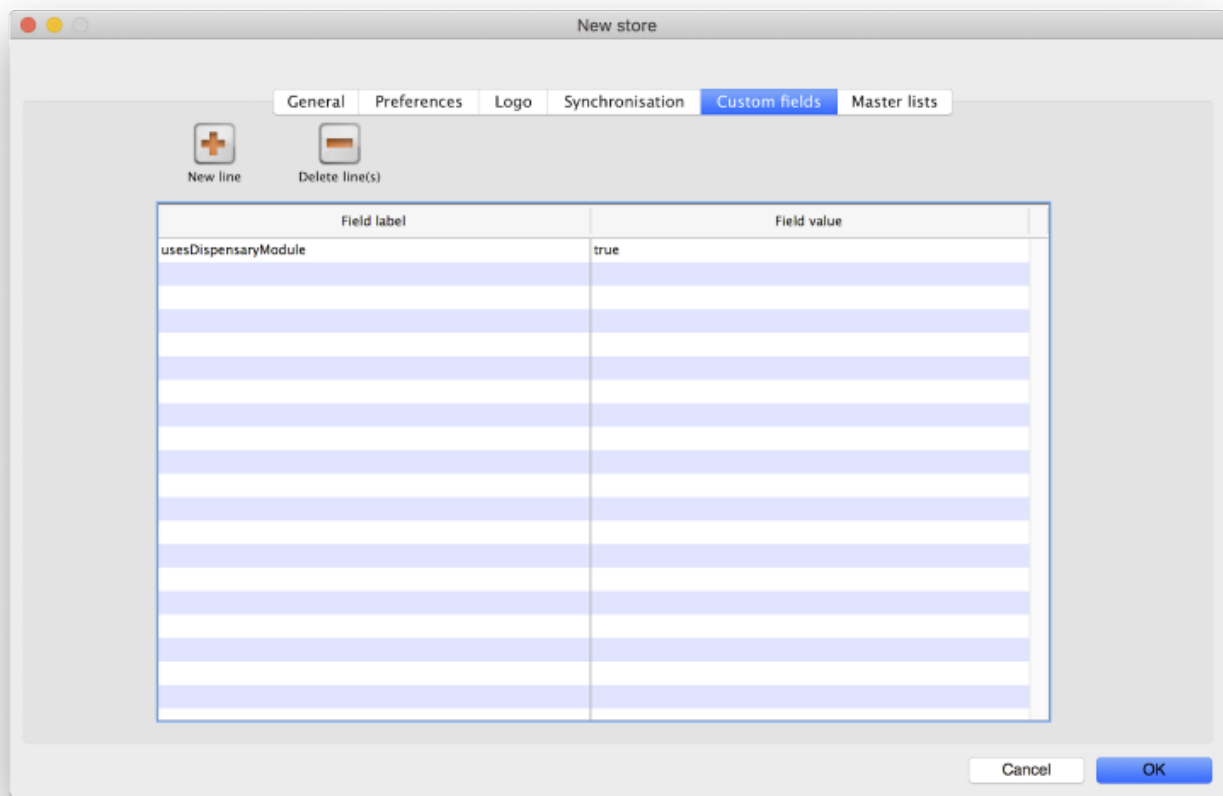 New store
General Preferences Logo Synchronisation Custom fields Master lists
New line Delete line(s)
Field label Field value
usesDispensaryModule true
Cancel OK